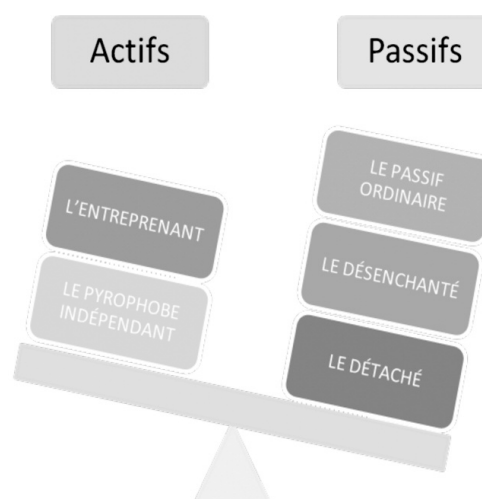 Actifs
Passifs
L'ENTREPRENANT
LE PYROPHOBE
INDÉPENDANT
LE PASSIF
ORDINAIRE
LE DÉSENCHANTÉ
LE DÉTACHÉ